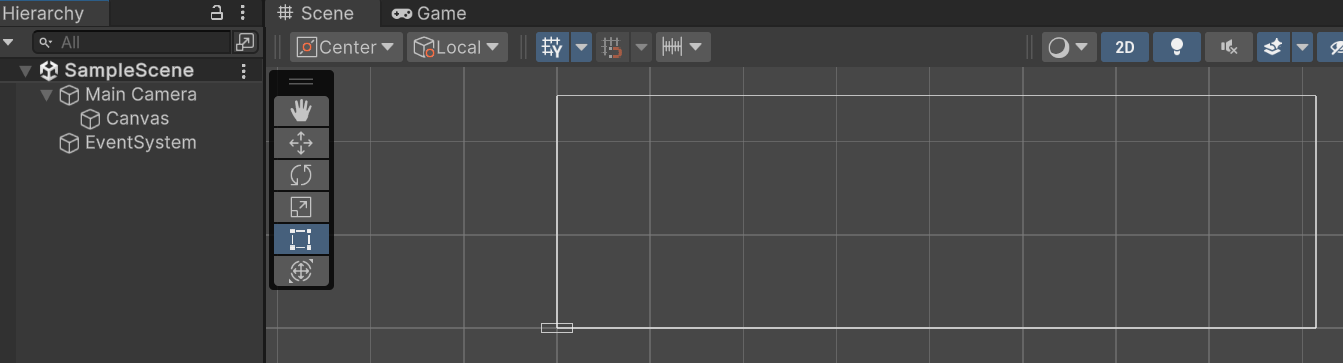 Hierarchy
Scene
Game
All
Center
Local
2D
SampleScene
Main Camera
Canvas
EventSystem